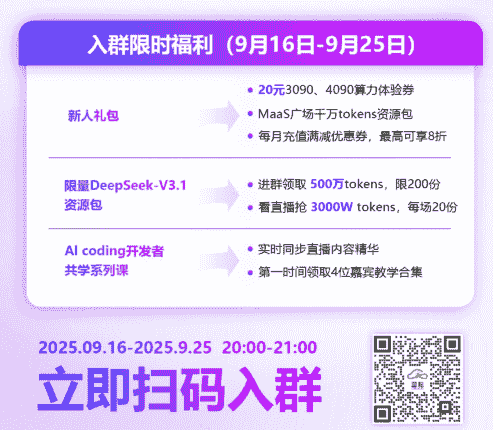 入群限时福利（9月16日-9月25日）
新人礼包
20元3090、4090算力体验券
MaaS广场千万tokens资源包
每月充值满减优惠券，最高可享8折
限量DeepSeek-V3.1
资源包
进群领取 500万tokens，限200份
看直播抢 3000W tokens，每场20份
AI coding开发者
共学系列课
实时同步直播内容精华
第一时间领取4位嘉宾教学合集
2025.09.16-2025.9.25 20:00-21:00
立即扫码入群